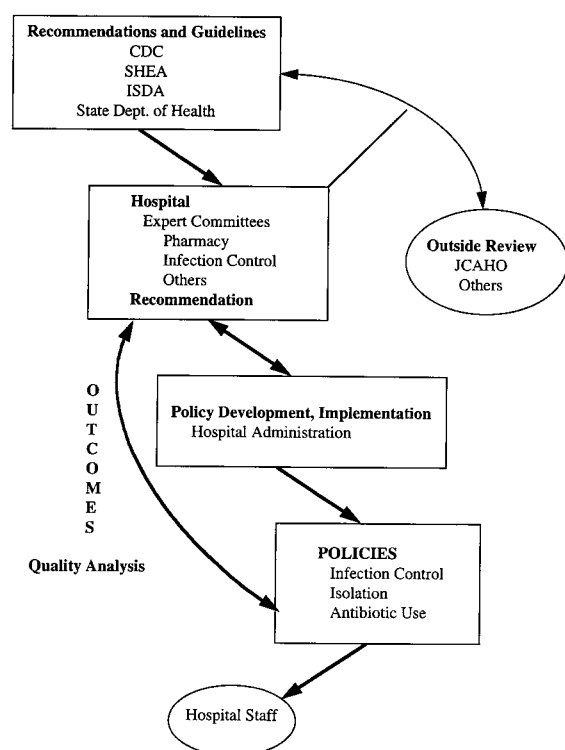 Recommendations and Guidelines
CDC
SHEA
ISDA
State Dept. of Health
Hospital
Expert Committees
Pharmacy
Infection Control
Others
Recommendation
Outside Review
JCAHO
Others
Policy Development, Implementation
Hospital Administration
OUTCOMES
Quality Analysis
POLICIES
Infection Control
Isolation
Antibiotic Use
Hospital Staff